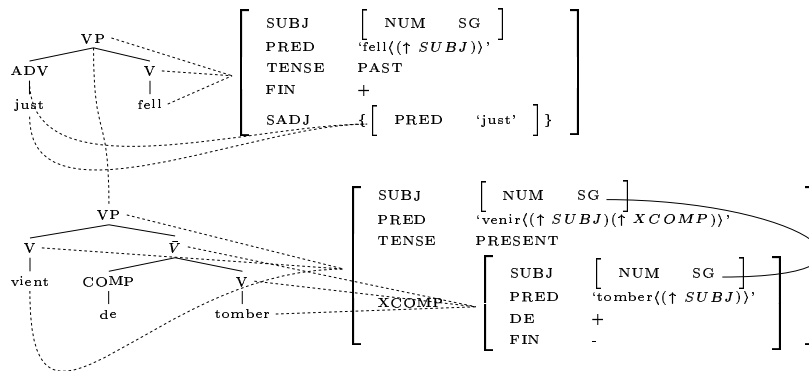 VP
ADV V
just fell
SUBJ [ NUM SG ]
PRED ‘fell⟨(↑ SUBJ)⟩’
TENSE PAST
FIN +
SADJ { [ PRED ‘just’ ] }
VP
V V̄
vient COMP V
de tomber
SUBJ [ NUM SG ]
PRED ‘venir⟨(↑ SUBJ)(↑ XCOMP)⟩’
TENSE PRESENT
XCOMP
SUBJ [ NUM SG ]
PRED ‘tomber⟨(↑ SUBJ)⟩’
DE +
FIN -